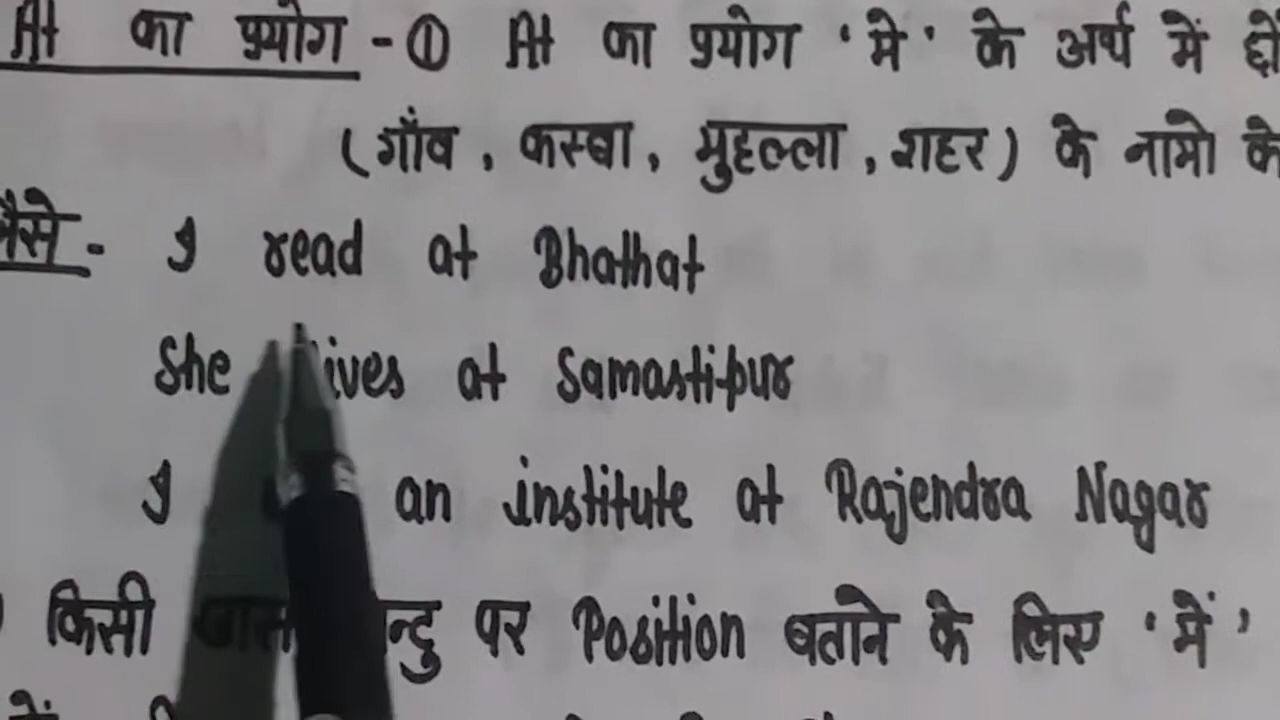 At का प्रयोग - ① At का प्रयोग 'मे' के अर्थ में
(गाँव, कस्बा, मुहल्ला, शहर) के नामो के
जैसे - I read at Bhathat
She lives at Samastipur
I an institute at Rajendra Nagar
किसी पर Position बताने के लिए 'में'